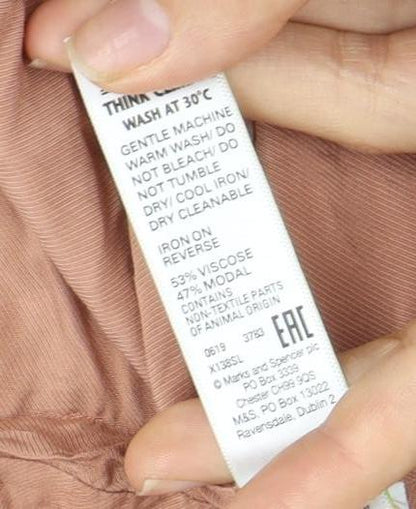 THINK
WASH AT 30°C
GENTLE MACHINE
WARM WASH/ DO
NOT BLEACH/ DO
NOT TUMBLE
DRY/ COOL IRON/
DRY CLEANABLE
IRON ON
REVERSE
53% VISCOSE
47% MODAL
CONTAINS
NON-TEXTILE PARTS
OF ANIMAL ORIGIN
0619 3783 EAC
X138SL
© Marks and Spencer plc
PO Box 3339
Chester CH99 9QS
M&S, PO Box 13022
Ravensdale, Dublin 2